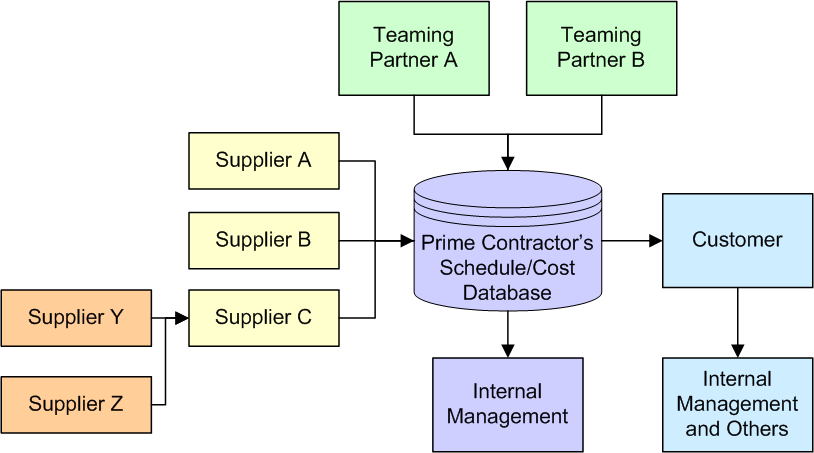 Teaming
Partner A
Teaming
Partner B
Supplier A
Supplier B
Supplier C
Supplier Y
Supplier Z
Prime Contractor’s
Schedule/Cost
Database
Customer
Internal
Management
Internal
Management
and Others